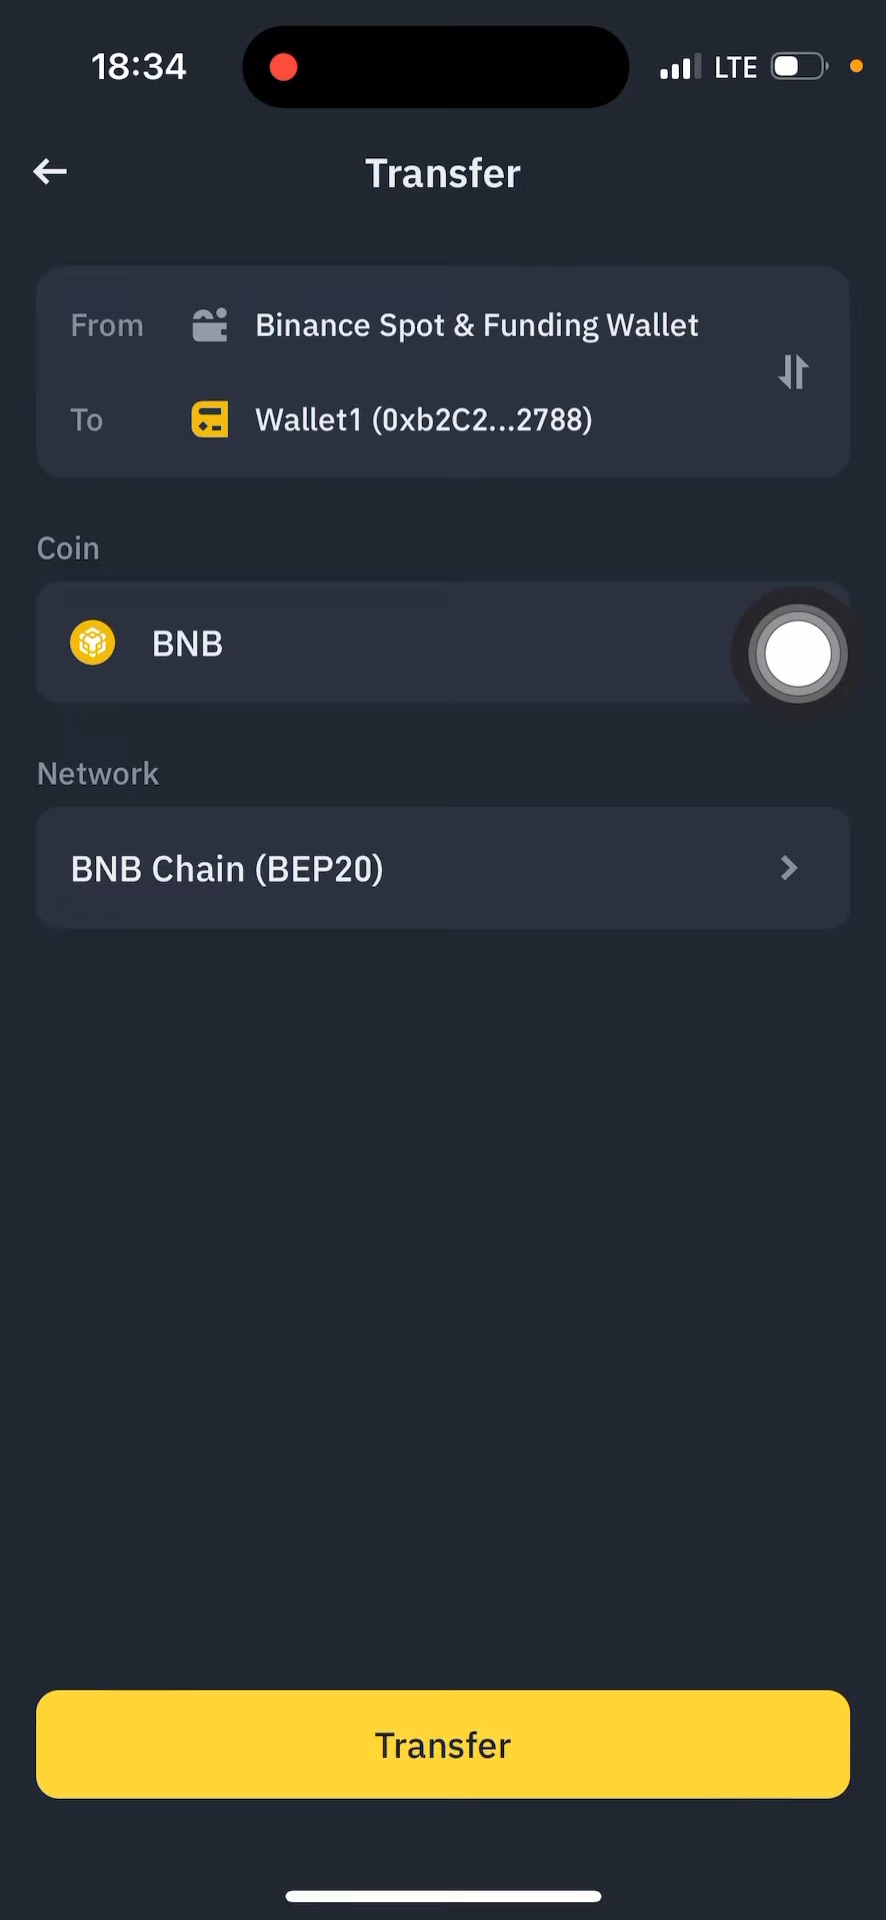 18:34
LTE
Transfer
From Binance Spot & Funding Wallet
To Wallet1 (0xb2C2...2788)
Coin
BNB
Network
BNB Chain (BEP20)
Transfer